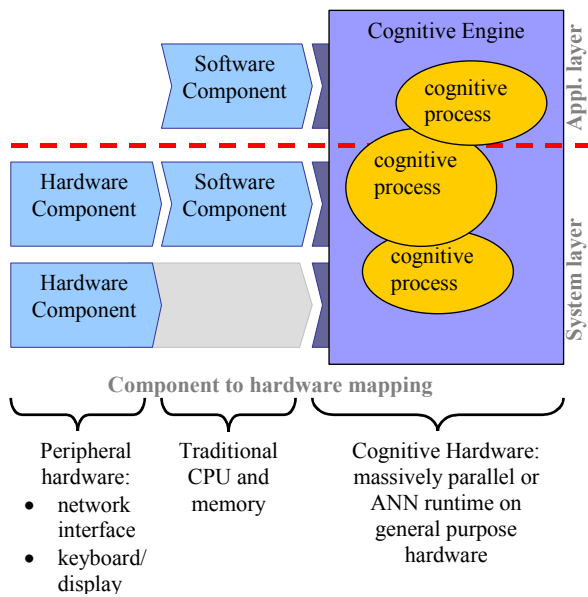 Cognitive Engine
Software
Component
cognitive
process
Appl. layer
Hardware
Component
Software
Component
cognitive
process
Hardware
Component
cognitive
process
System layer
Component to hardware mapping
Peripheral
hardware:
• network
interface
• keyboard/
display
Traditional
CPU and
memory
Cognitive Hardware:
massively parallel or
ANN runtime on
general purpose
hardware